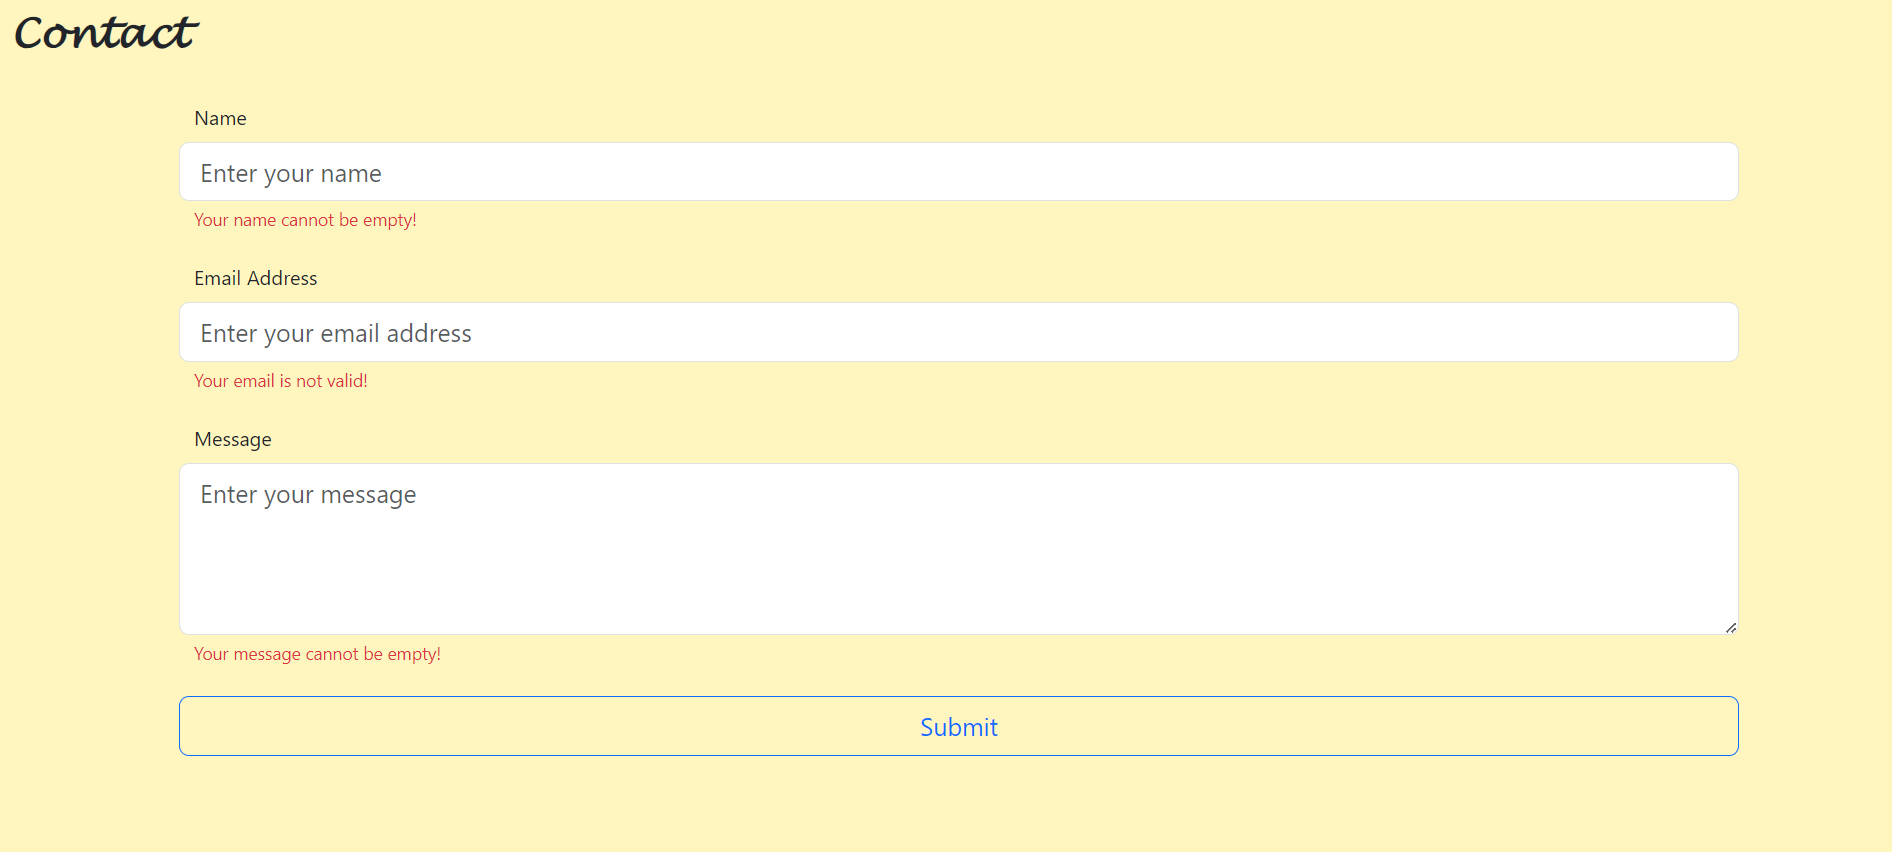 Contact
Name
Enter your name
Your name cannot be empty!
Email Address
Enter your email address
Your email is not valid!
Message
Enter your message
Your message cannot be empty!
Submit